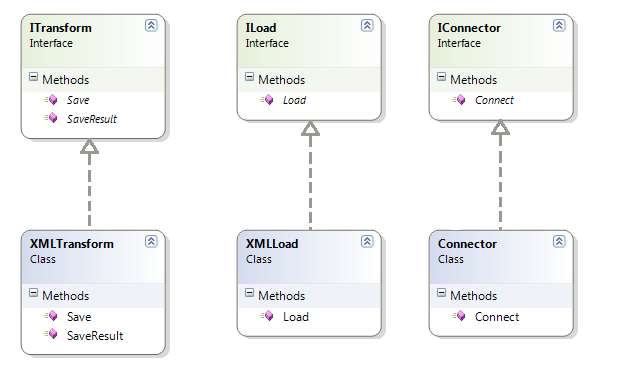 ITransform
Interface
Methods
Save
SaveResult
ILoad
Interface
Methods
Load
IConnector
Interface
Methods
Connect
XMLTransform
Class
Methods
Save
SaveResult
XMLLoad
Class
Methods
Load
Connector
Class
Methods
Connect